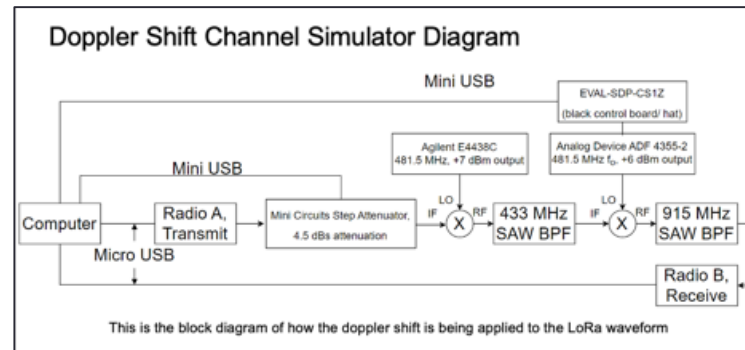 Doppler Shift Channel Simulator Diagram
Mini USB
EVAL-SDP-CS1Z
(black control board/ hat)
Agilent E4438C
481.5 MHz, +7 dBm output
Analog Device ADF 4355-2
481.5 MHz f_D, +6 dBm output
Mini USB
LO
LO
Computer
Radio A,
Transmit
Mini Circuits Step Attenuator,
4.5 dBs attenuation
IF
X
RF
433 MHz
SAW BPF
IF
X
RF
915 MHz
SAW BPF
Micro USB
Radio B,
Receive
This is the block diagram of how the doppler shift is being applied to the LoRa waveform